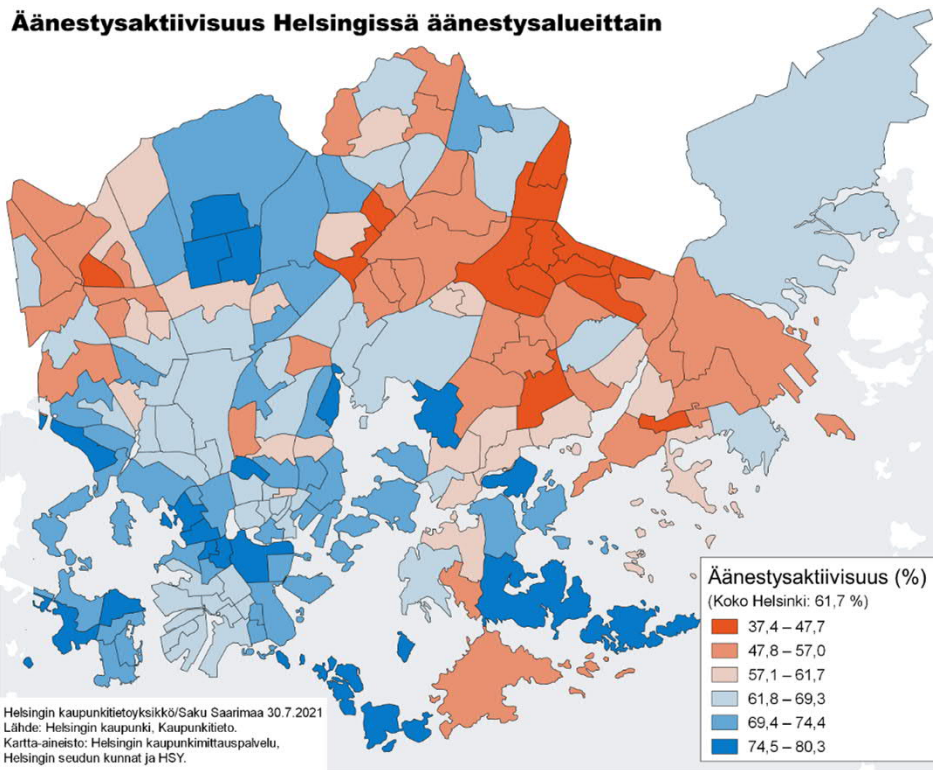 Äänestysaktiivisuus Helsingissä äänestysalueittain
Äänestysaktiivisuus (%)
(Koko Helsinki: 61,7 %)
37,4 – 47,7
47,8 – 57,0
57,1 – 61,7
61,8 – 69,3
69,4 – 74,4
74,5 – 80,3
Helsingin kaupunkitietoyksikkö/Saku Saarimaa 30.7.2021
Lähde: Helsingin kaupunki, Kaupunkitieto.
Kartta-aineisto: Helsingin kaupunkimittauspalvelu,
Helsingin seudun kunnat ja HSY.